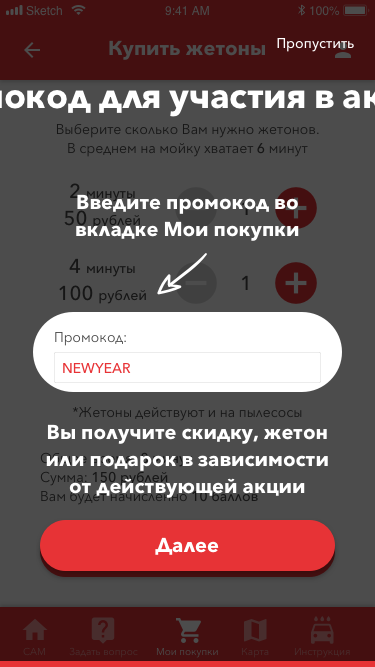 Sketch 9:41 AM 100%
Купить жетоны
Пропустить
мокод для участия в ак
Выберите сколько Вам нужно жетонов.
В среднем на мойку хватает 6 минут
2 минуты
50 рублей
1
Введите промокод во
вкладке Мои покупки
4 минуты
100 рублей
1
Промокод:
NEWYEAR
*Жетоны действуют и на пылесосы
Вы получите скидку, жетон
или подарок в зависимости
от действующей акции
Сумма: 150 рублей
Вам будет начисленно 10 баллов
Далее
САМ Задать вопрос Мои покупки Карта Инструкция